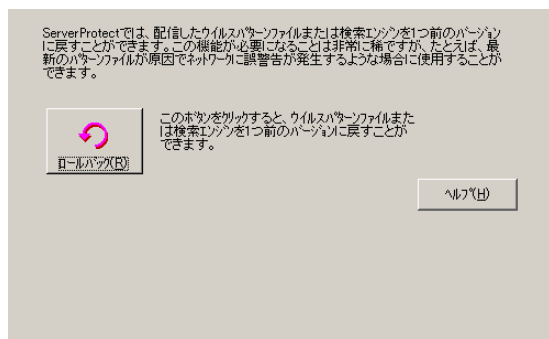 ServerProtectでは、配信したウイルスパターンファイルまたは検索エンジンを1つ前のバージョン
に戻すことができます。この機能が必要になることは非常に稀ですが、たとえば、最
新のパターンファイルが原因でネットワークに誤警告が発生するような場合に使用することが
できます。
このボタンをクリックすると、ウイルスパターンファイルまた
は検索エンジンを1つ前のバージョンに戻すことが
できます。
ロールバック(R)
ヘルプ(H)